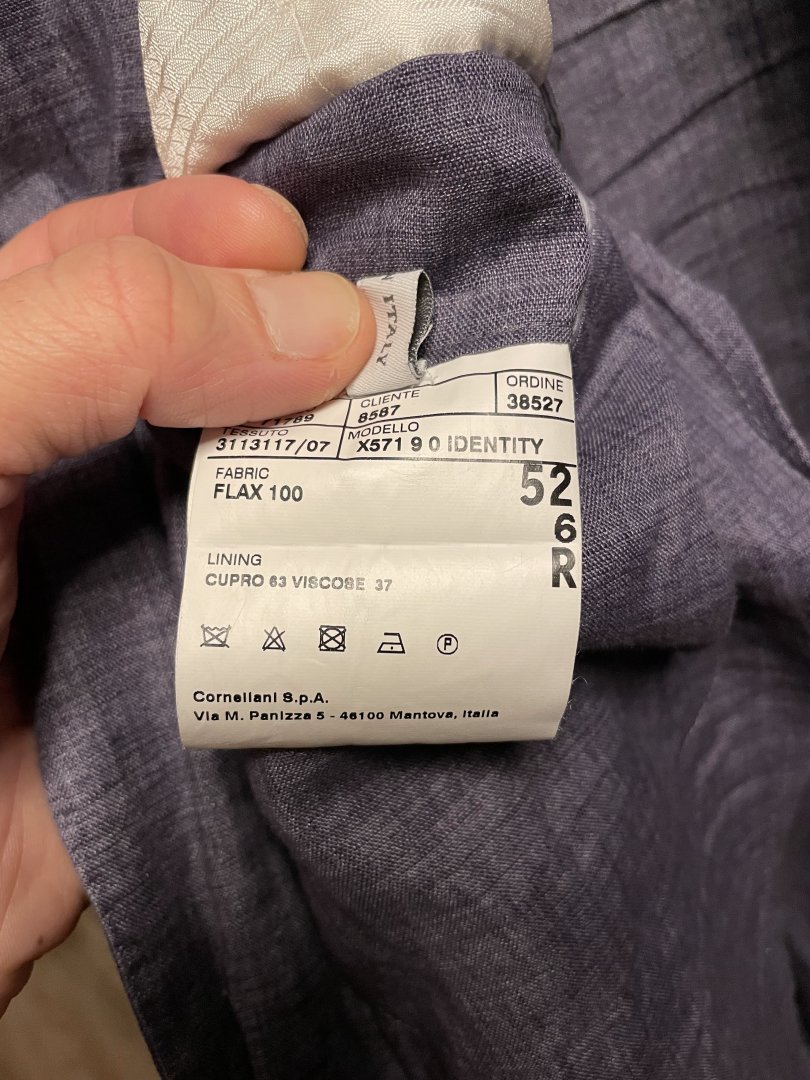 N ITALY
CLIENTE
8587
ORDINE
38527
TESSUTO
3113117/07
MODELLO
X571 9 0 IDENTITY
FABRIC
FLAX 100
52
6
R
LINING
CUPRO 63 VISCOSE 37
P
Corneliani S.p.A.
Via M. Panizza 5 - 46100 Mantova, Italia